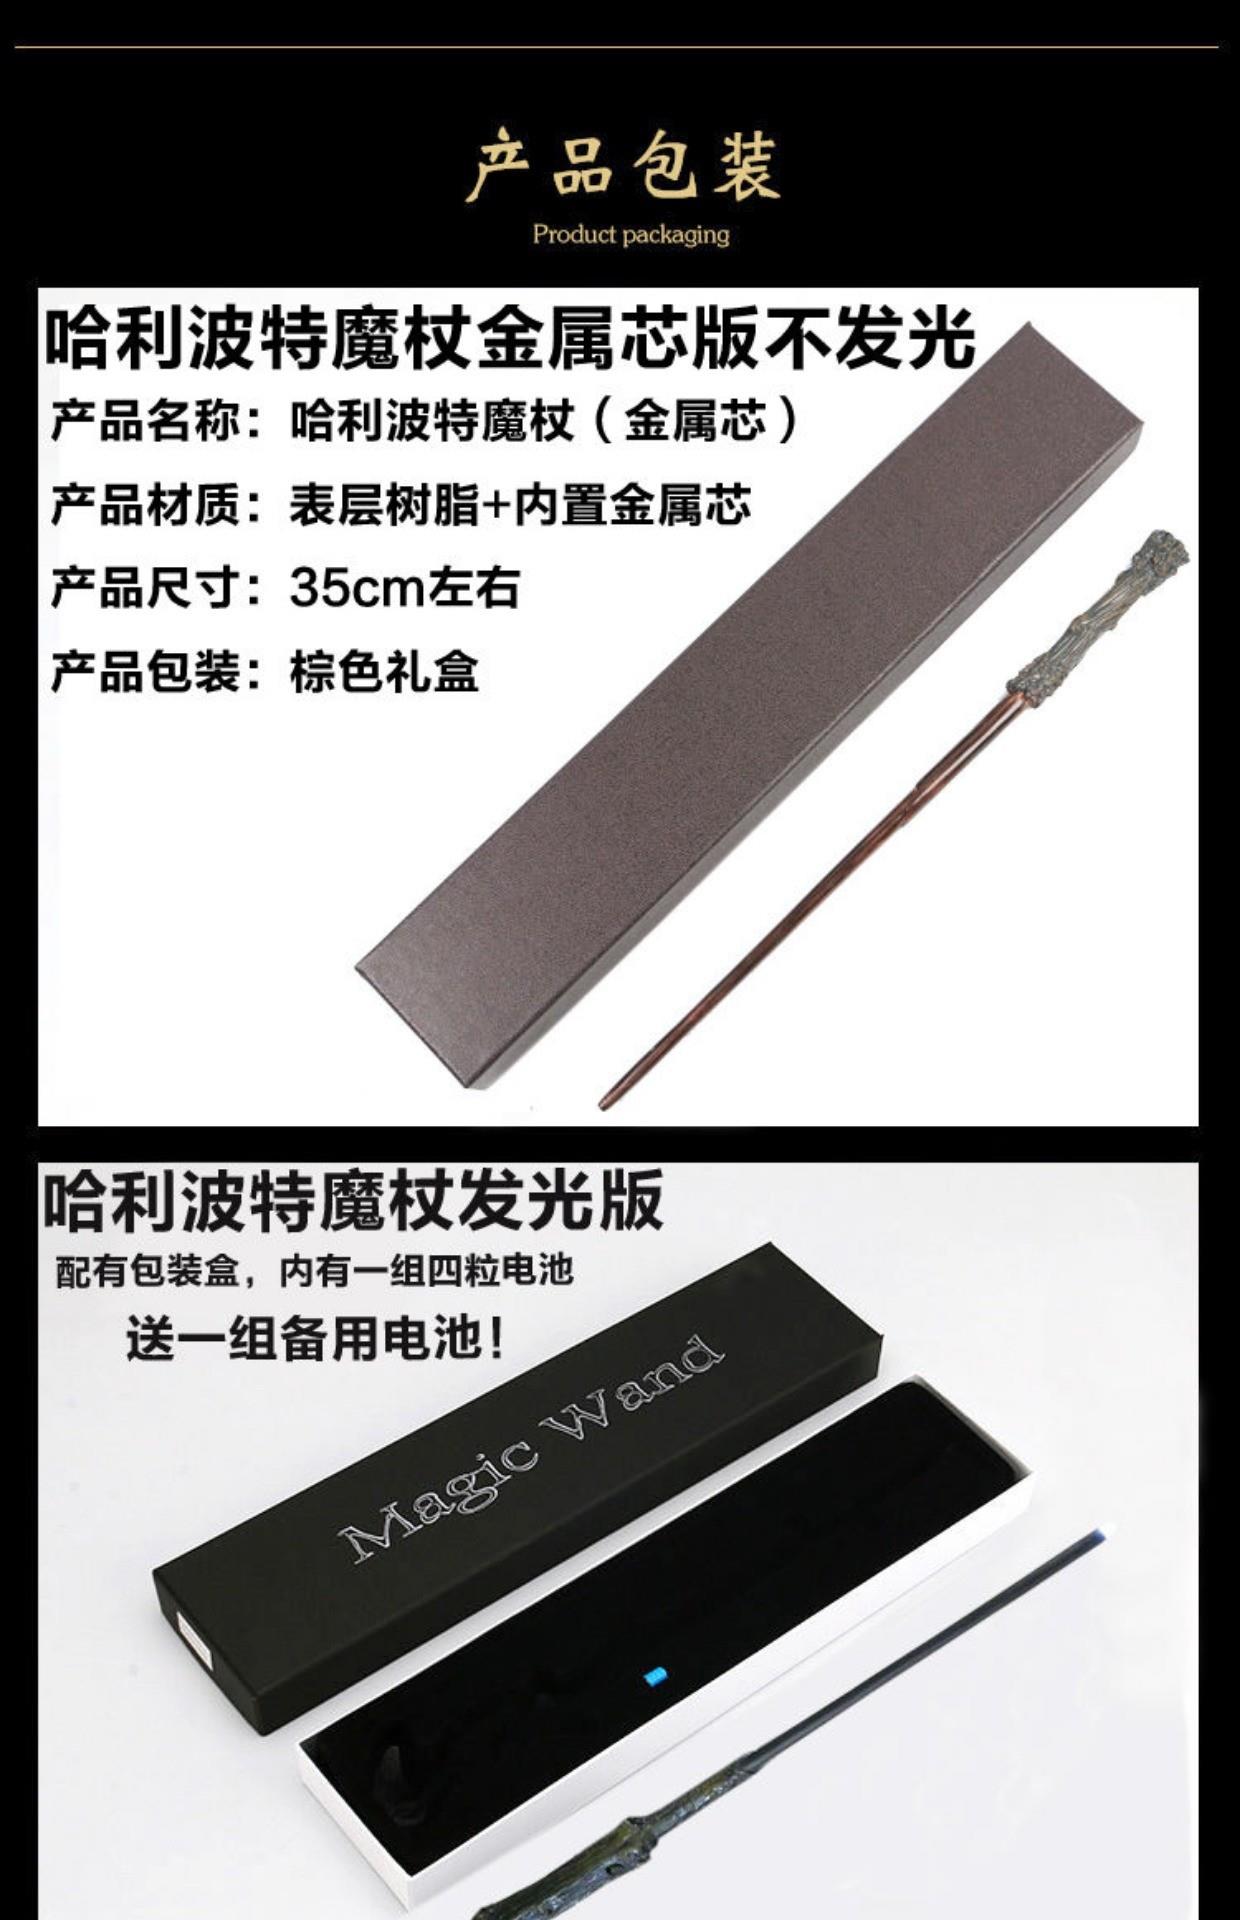 产品包装
Product packaging
哈利波特魔杖金属芯版不发光
产品名称：哈利波特魔杖（金属芯）
产品材质：表层树脂+内置金属芯
产品尺寸：35cm左右
产品包装：棕色礼盒
哈利波特魔杖发光版
配有包装盒，内有一组四粒电池
送一组备用电池！
Magic Wand